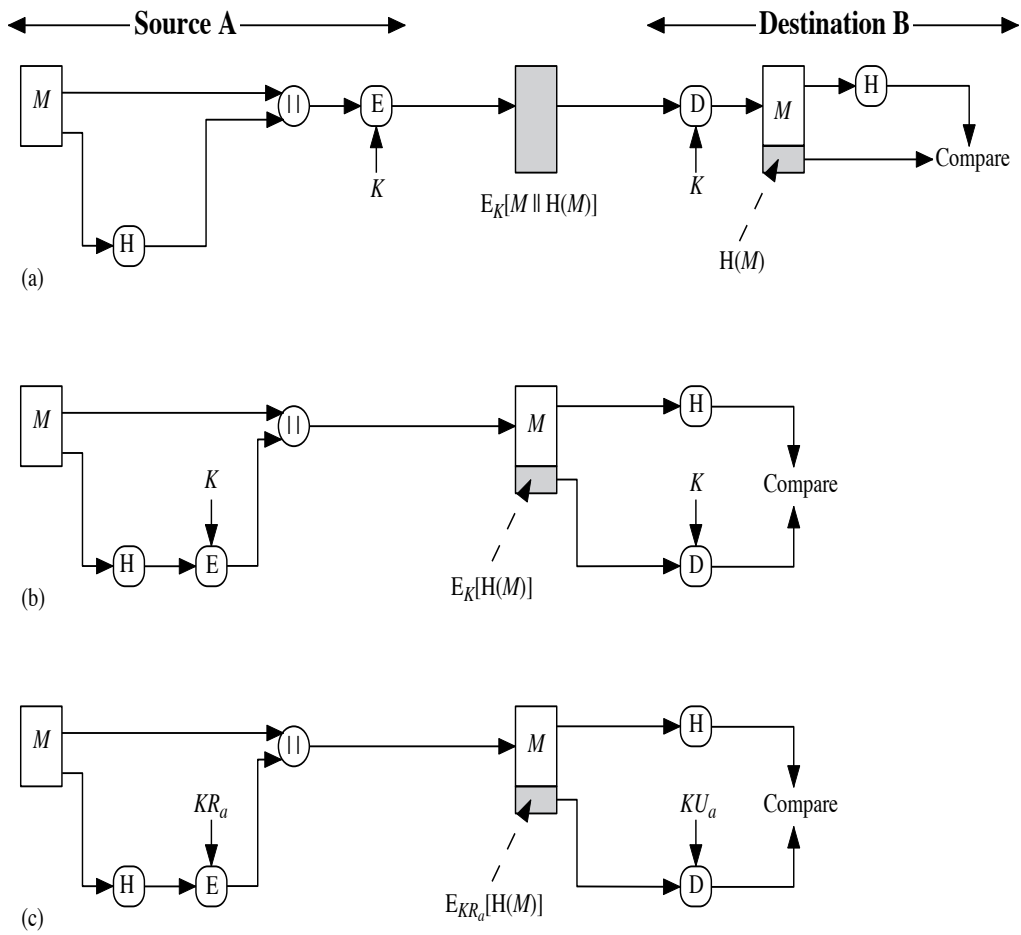 Source A Destination B
M || E D M H
K K Compare
E_K[M || H(M)]
H H(M)
(a)
M || M H
K K Compare
H E D
E_K[H(M)]
(b)
M || M H
KR_a KU_a Compare
H E D
E_KR_a[H(M)]
(c)